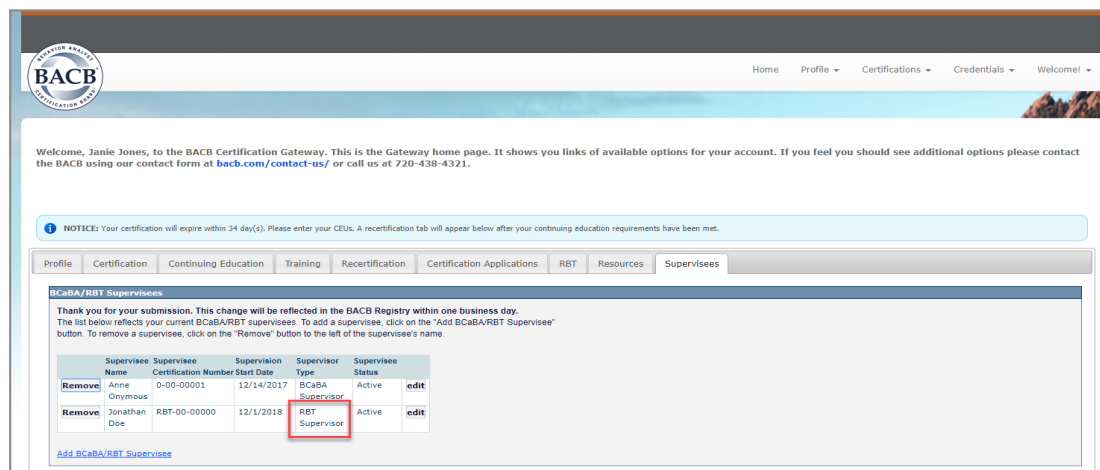 BEHAVIOR ANALYST
BACB
CERTIFICATION BOARD
Home Profile Certifications Credentials Welcome!
Welcome, Janie Jones, to the BACB Certification Gateway. This is the Gateway home page. It shows you links of available options for your account. If you feel you should see additional options please contact
the BACB using our contact form at bacb.com/contact-us/ or call us at 720-438-4321.
NOTICE: Your certification will expire within 34 day(s). Please enter your CEUs. A recertification tab will appear below after your continuing education requirements have been met.
Profile Certification Continuing Education Training Recertification Certification Applications RBT Resources Supervisees
BCaBA/RBT Supervisees
Thank you for your submission. This change will be reflected in the BACB Registry within one business day.
The list below reflects your current BCaBA/RBT supervisees. To add a supervisee, click on the "Add BCaBA/RBT Supervisee"
button. To remove a supervisee, click on the "Remove" button to the left of the supervisee's name.
Supervisee Supervisee Supervision Supervisor Supervisee
Name Certification Number Start Date Type Status
Remove Anne 0-00-00001 12/14/2017 BCaBA Active edit
Onymous Supervisor
Remove Jonathan RBT-00-00000 12/1/2018 RBT Active edit
Doe Supervisor
Add BCaBA/RBT Supervisee